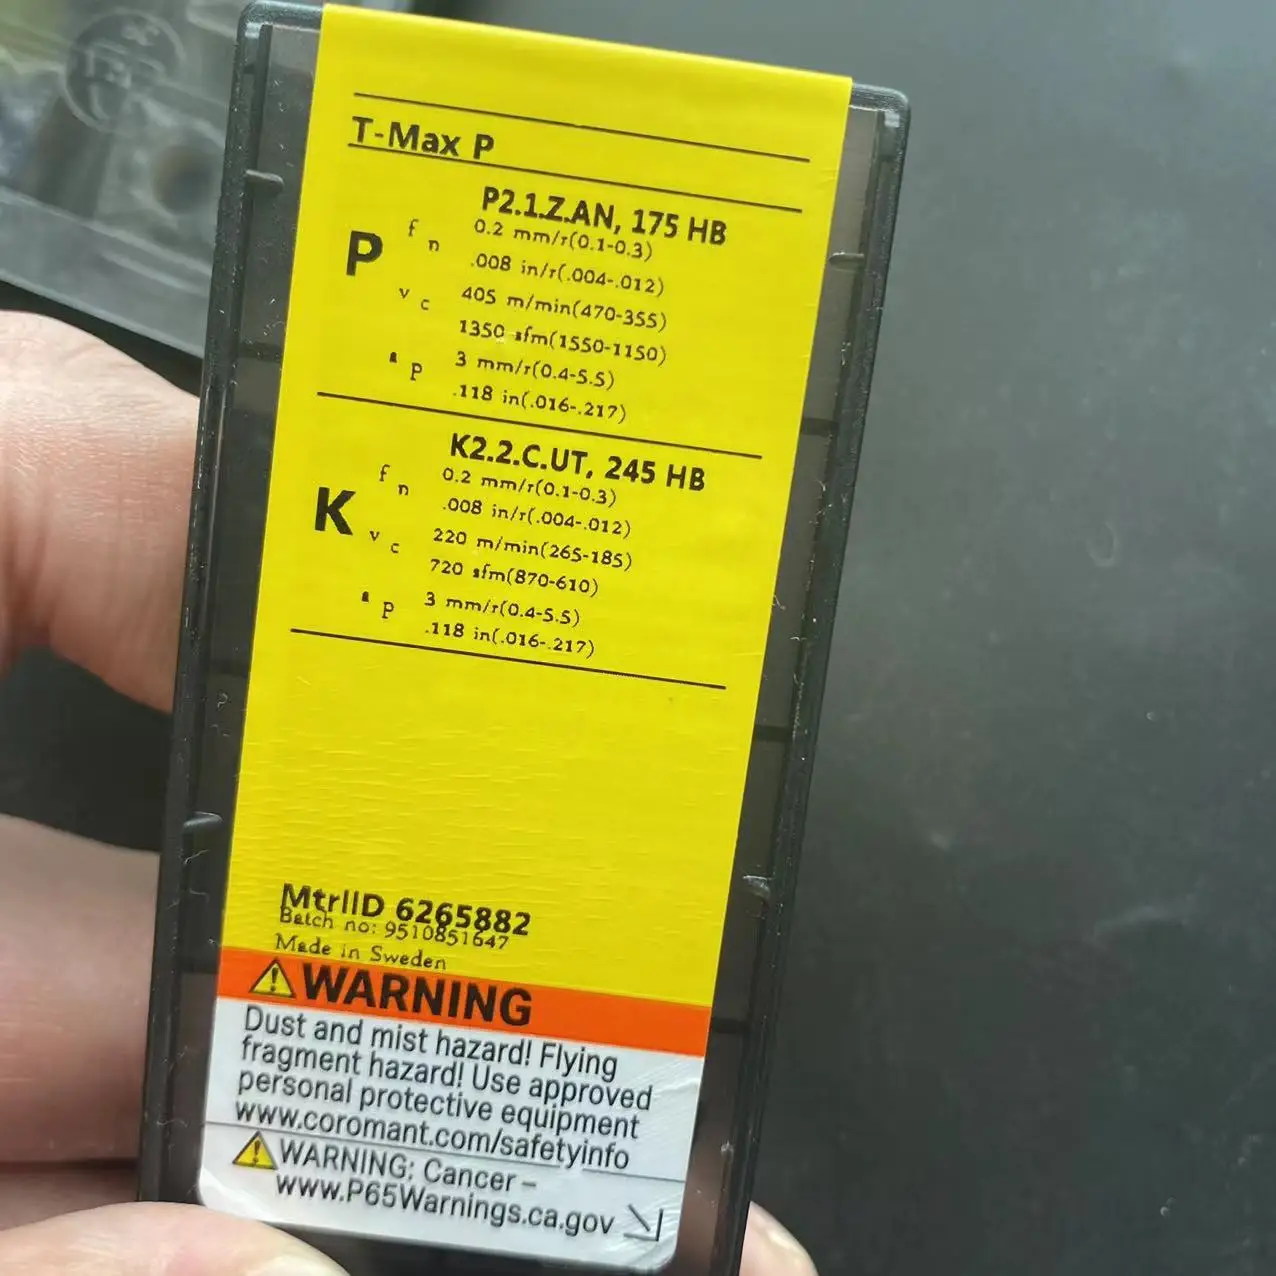 T-Max P
P2.1.Z.AN, 175 HB
P
f n 0.2 mm/r(0.1-0.3)
.008 in/r(.004-.012)
v c 405 m/min(470-355)
1350 sfm(1550-1150)
a p 3 mm/r(0.4-5.5)
.118 in(.016-.217)
K2.2.C.UT, 245 HB
K
f n 0.2 mm/r(0.1-0.3)
.008 in/r(.004-.012)
v c 220 m/min(265-185)
720 sfm(870-610)
a p 3 mm/r(0.4-5.5)
.118 in(.016-.217)
MtrlID 6265882
Batch no: 9510851647
Made in Sweden
WARNING
Dust and mist hazard! Flying
fragment hazard! Use approved
personal protective equipment
www.coromant.com/safetyinfo
WARNING: Cancer –
www.P65Warnings.ca.gov